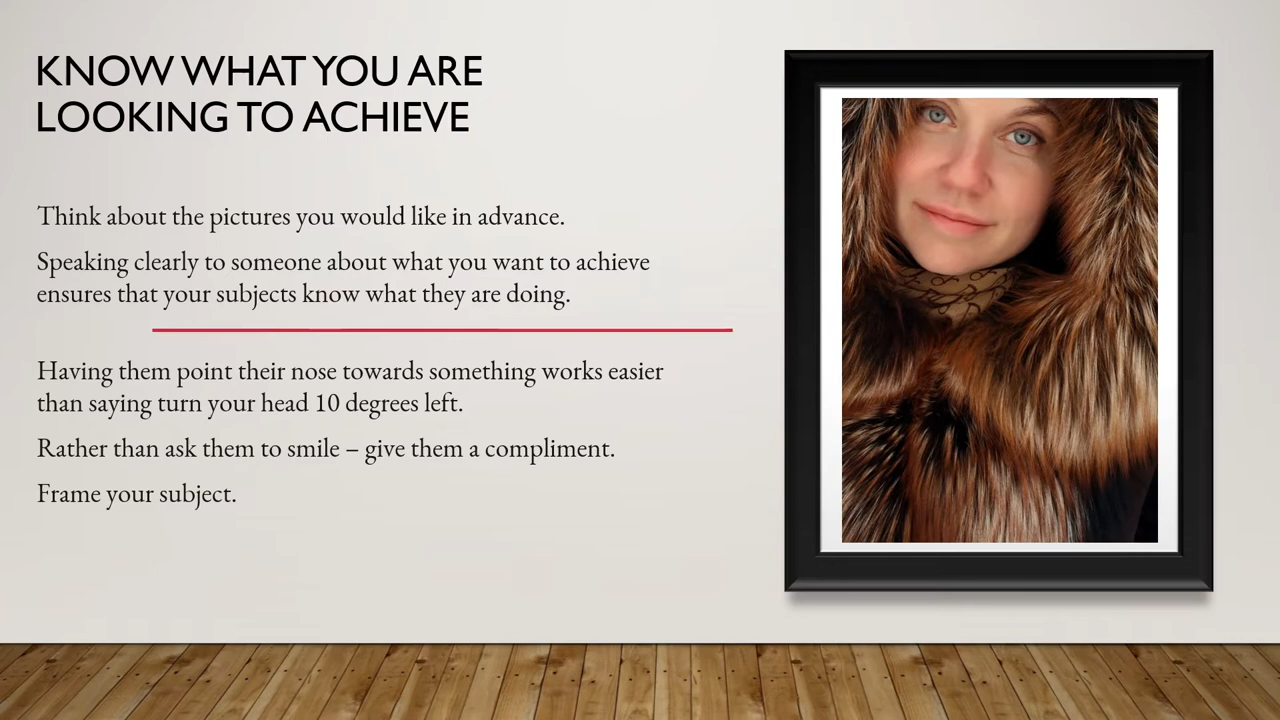 KNOW WHAT YOU ARE
LOOKING TO ACHIEVE
Think about the pictures you would like in advance.
Speaking clearly to someone about what you want to achieve
ensures that your subjects know what they are doing.
Having them point their nose towards something works easier
than saying turn your head 10 degrees left.
Rather than ask them to smile – give them a compliment.
Frame your subject.